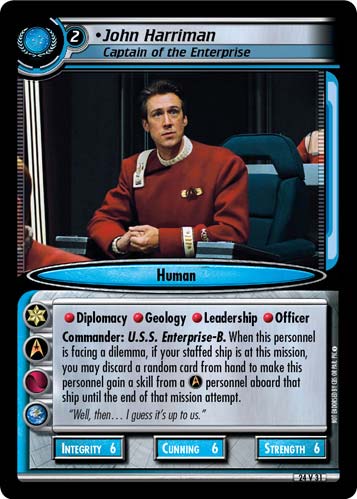 2
•John Harriman
Captain of the Enterprise
Human
Diplomacy Geology Leadership Officer
Commander: U.S.S. Enterprise-B. When this personnel
is facing a dilemma, if your staffed ship is at this mission,
you may discard a random card from hand to make this
personnel gain a skill from a personnel aboard that
ship until the end of that mission attempt.
"Well, then... I guess it's up to us."
INTEGRITY 6 CUNNING 6 STRENGTH 6
24 V 31